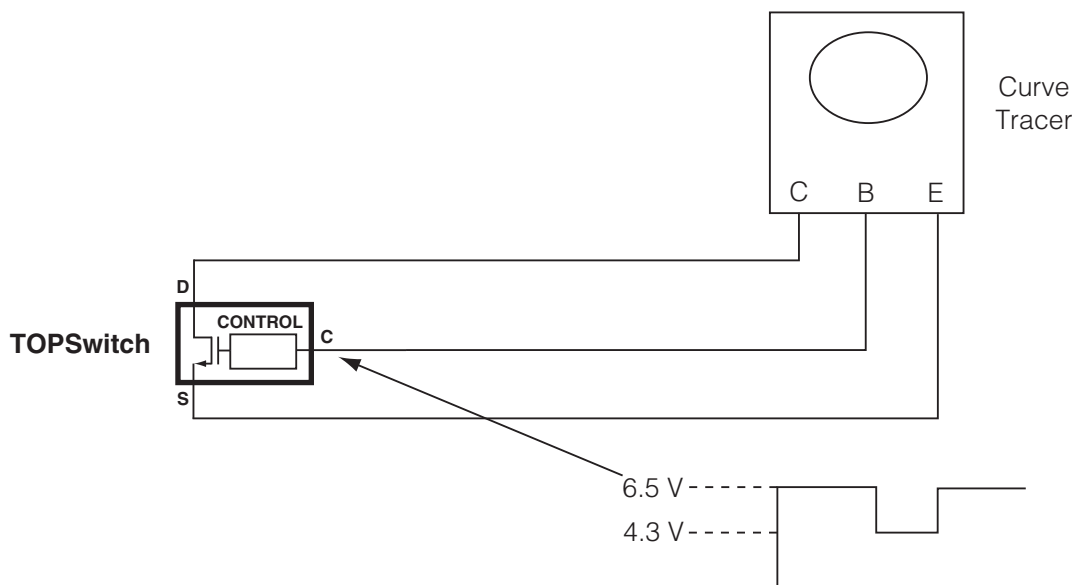 Curve
Tracer
C B E
D
CONTROL
C
TOPSwitch
S
6.5 V
4.3 V